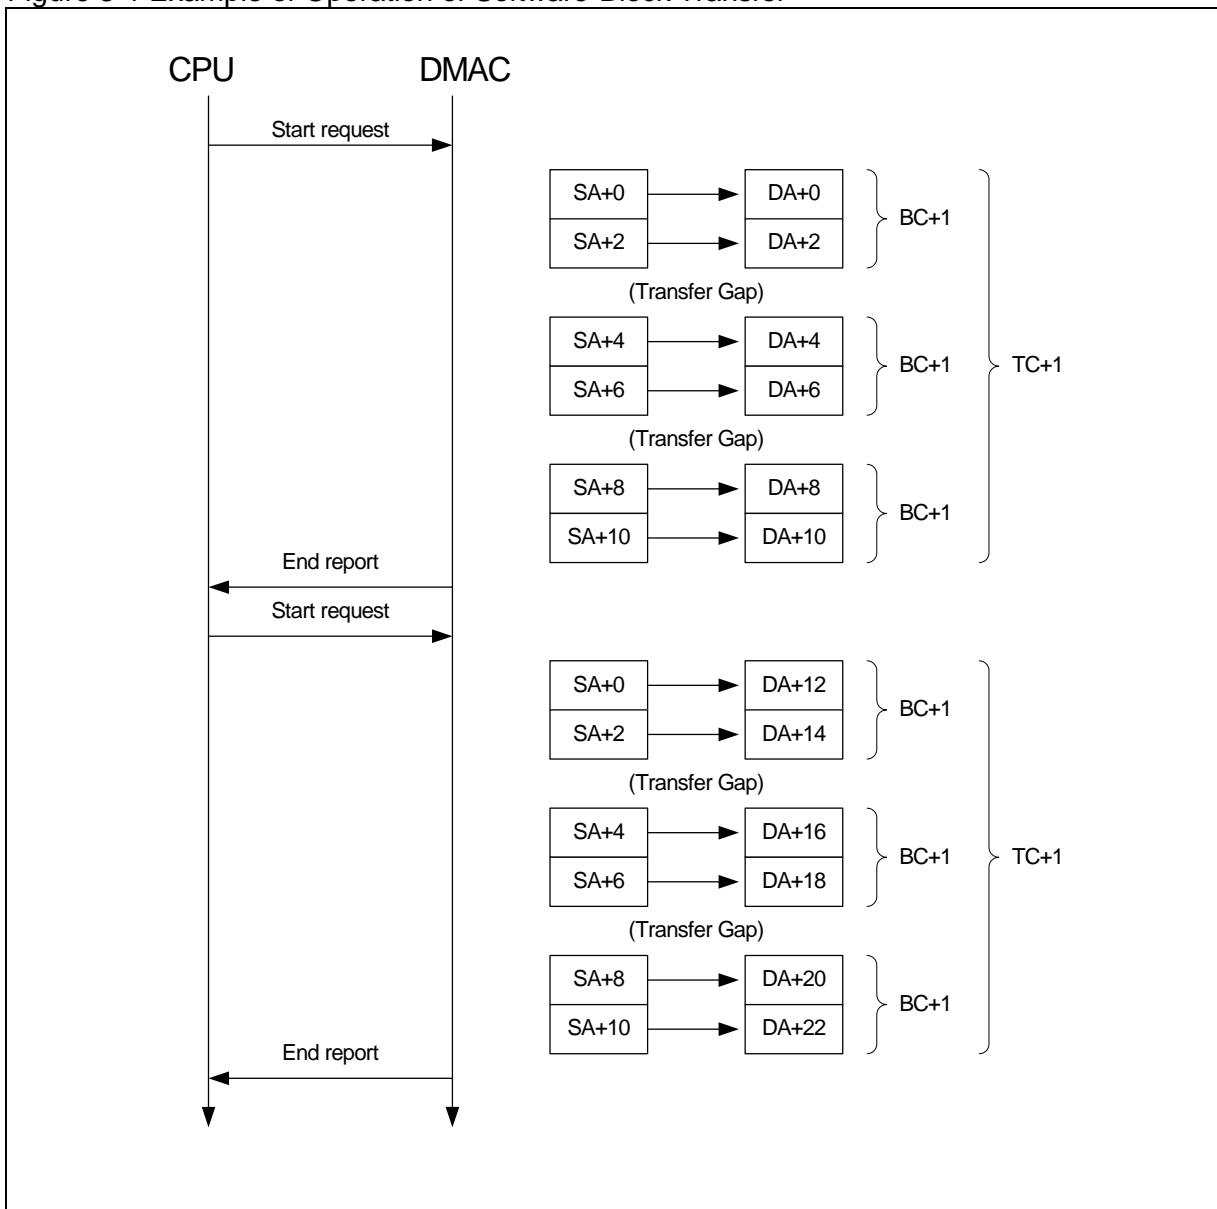 CPU DMAC
Start request
SA+0 DA+0
SA+2 DA+2
BC+1
(Transfer Gap)
SA+4 DA+4
SA+6 DA+6
BC+1
TC+1
(Transfer Gap)
SA+8 DA+8
SA+10 DA+10
BC+1
End report
Start request
SA+0 DA+12
SA+2 DA+14
BC+1
(Transfer Gap)
SA+4 DA+16
SA+6 DA+18
BC+1
TC+1
(Transfer Gap)
SA+8 DA+20
SA+10 DA+22
BC+1
End report